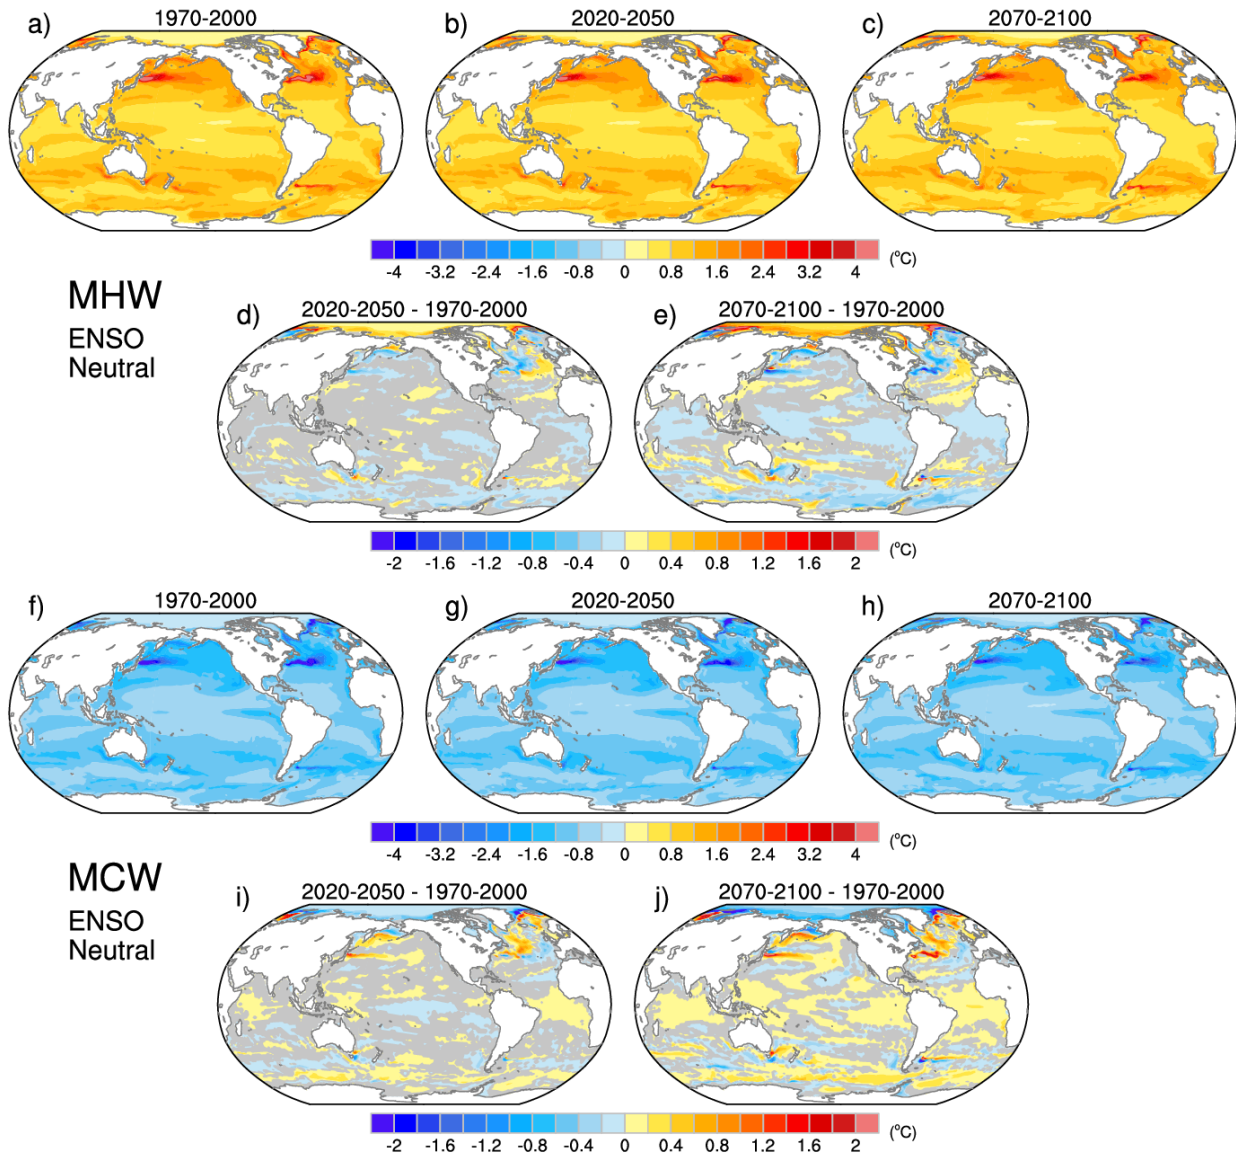 a) 1970-2000
b) 2020-2050
c) 2070-2100
-4 -3.2 -2.4 -1.6 -0.8 0 0.8 1.6 2.4 3.2 4 (°C)
MHW
ENSO
Neutral
d) 2020-2050 - 1970-2000
e) 2070-2100 - 1970-2000
-2 -1.6 -1.2 -0.8 -0.4 0 0.4 0.8 1.2 1.6 2 (°C)
f) 1970-2000
g) 2020-2050
h) 2070-2100
-4 -3.2 -2.4 -1.6 -0.8 0 0.8 1.6 2.4 3.2 4 (°C)
MCW
ENSO
Neutral
i) 2020-2050 - 1970-2000
j) 2070-2100 - 1970-2000
-2 -1.6 -1.2 -0.8 -0.4 0 0.4 0.8 1.2 1.6 2 (°C)